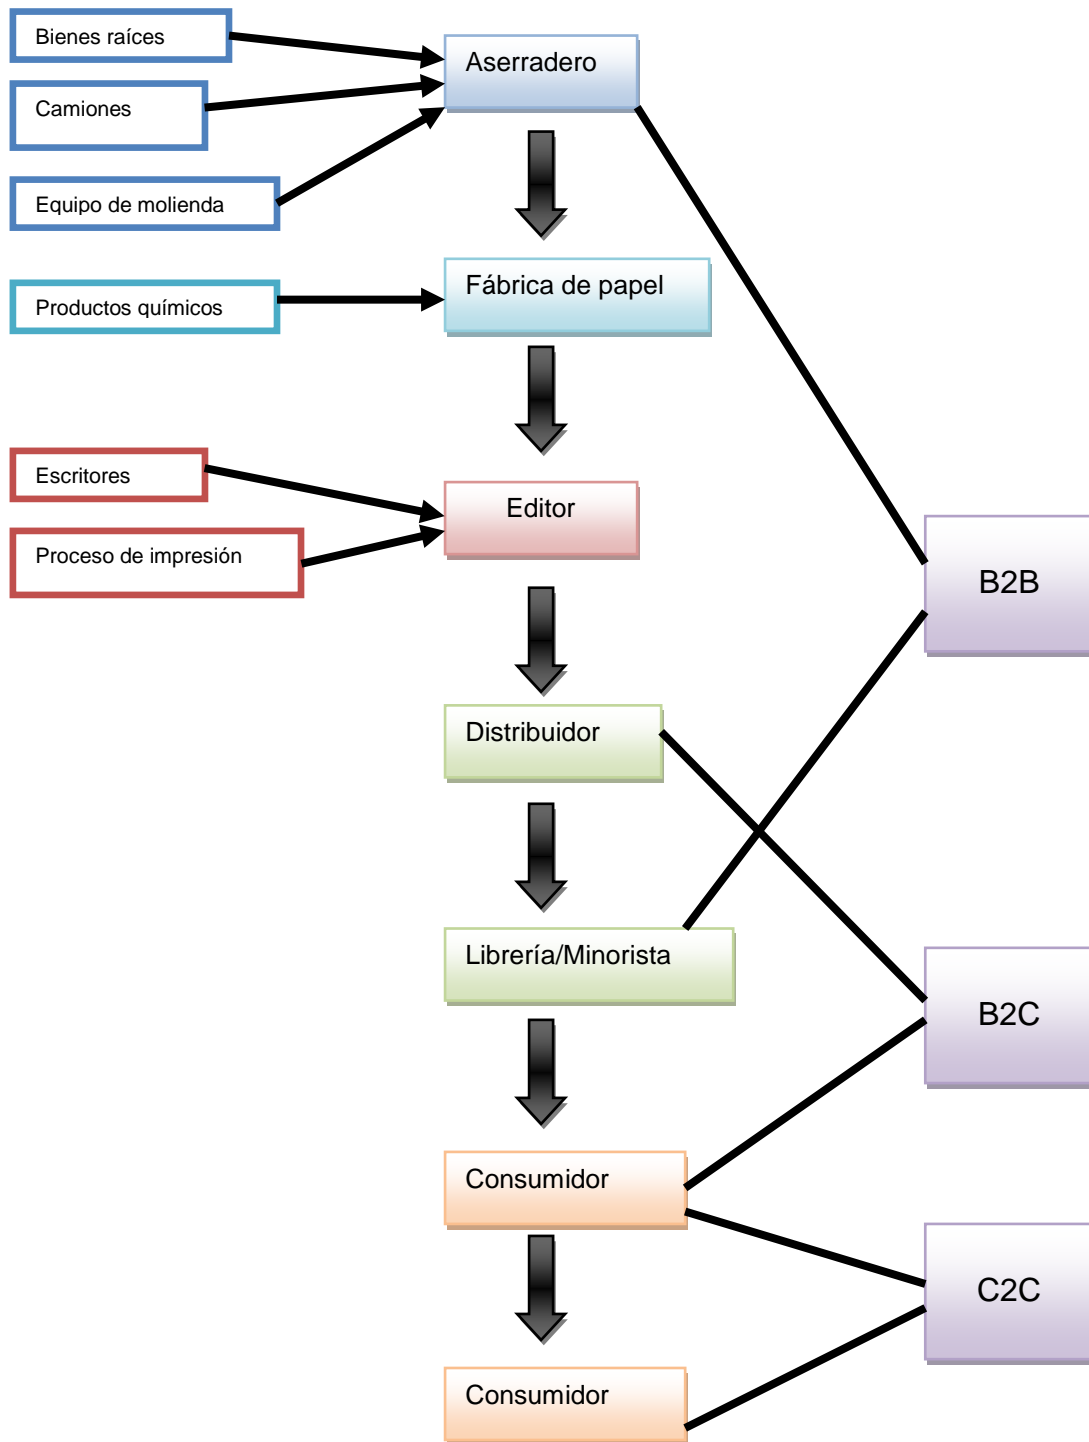 Bienes raíces
Aserradero
Camiones
Equipo de molienda
Fábrica de papel
Productos químicos
Escritores
Editor
Proceso de impresión
B2B
Distribuidor
Librería/Minorista
B2C
Consumidor
C2C
Consumidor